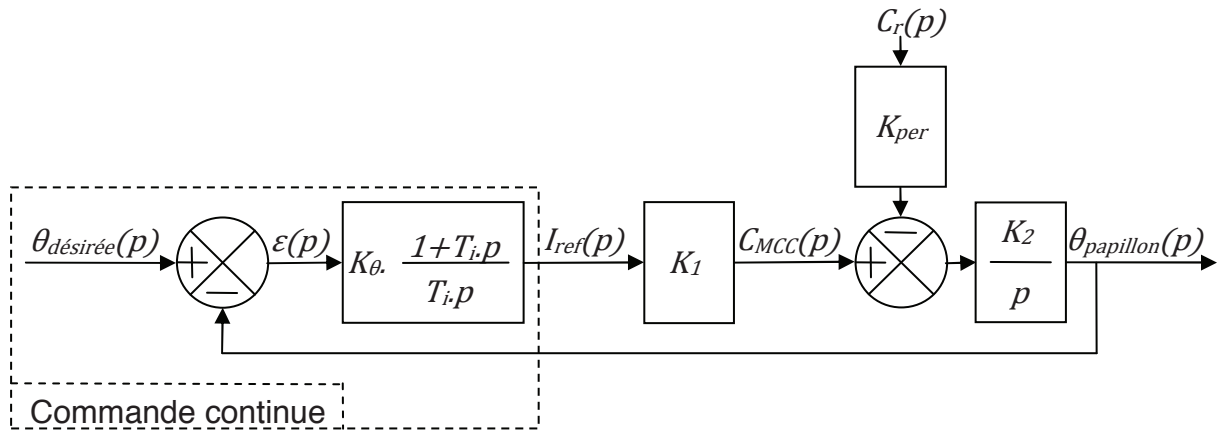 Cr(p)
Kper
θdésirée(p)
+
−
ε(p)
Kθ. 1+Ti.p
Ti.p
Iref(p)
K1
CMCC(p)
−
+
K2
p
θpapillon(p)
Commande continue